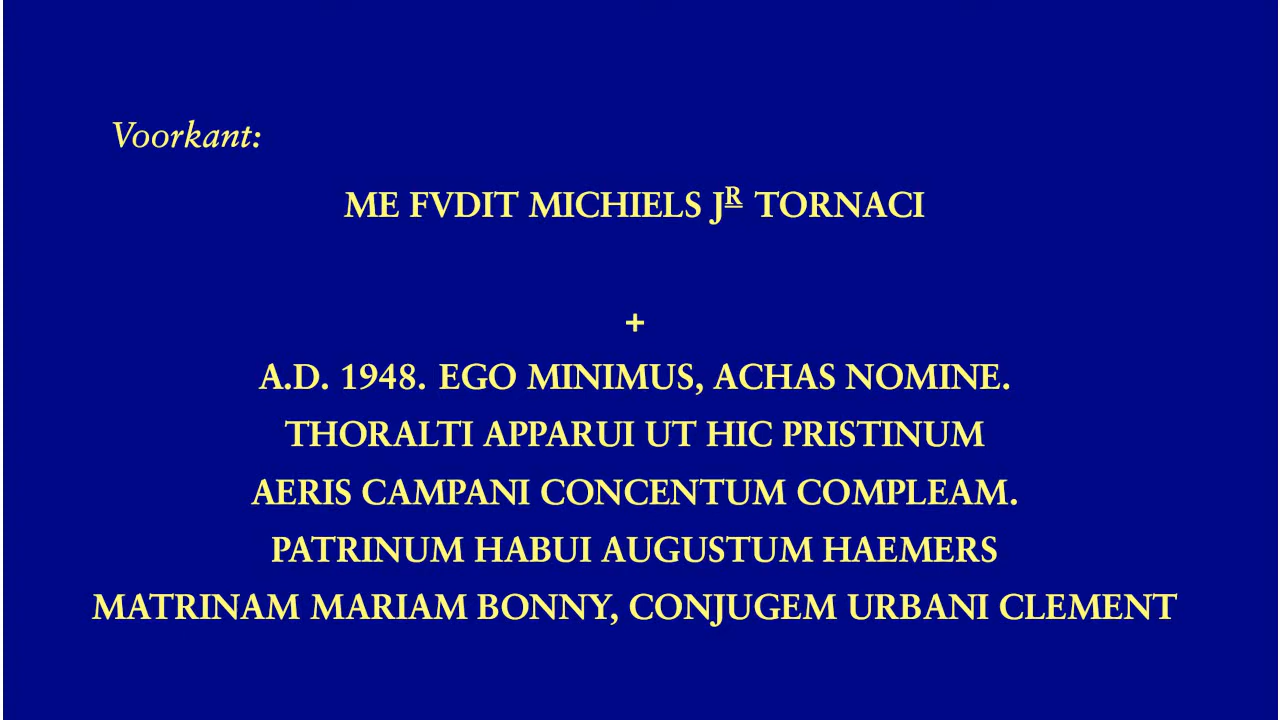 Voorkant:
ME FVDIT MICHIELS Jᴿ TORNACI
+
A.D. 1948. EGO MINIMUS, ACHAS NOMINE.
THORALTI APPARUI UT HIC PRISTINUM
AERIS CAMPANI CONCENTUM COMPLEAM.
PATRINUM HABUI AUGUSTUM HAEMERS
MATRINAM MARIAM BONNY, CONJUGEM URBANI CLEMENT